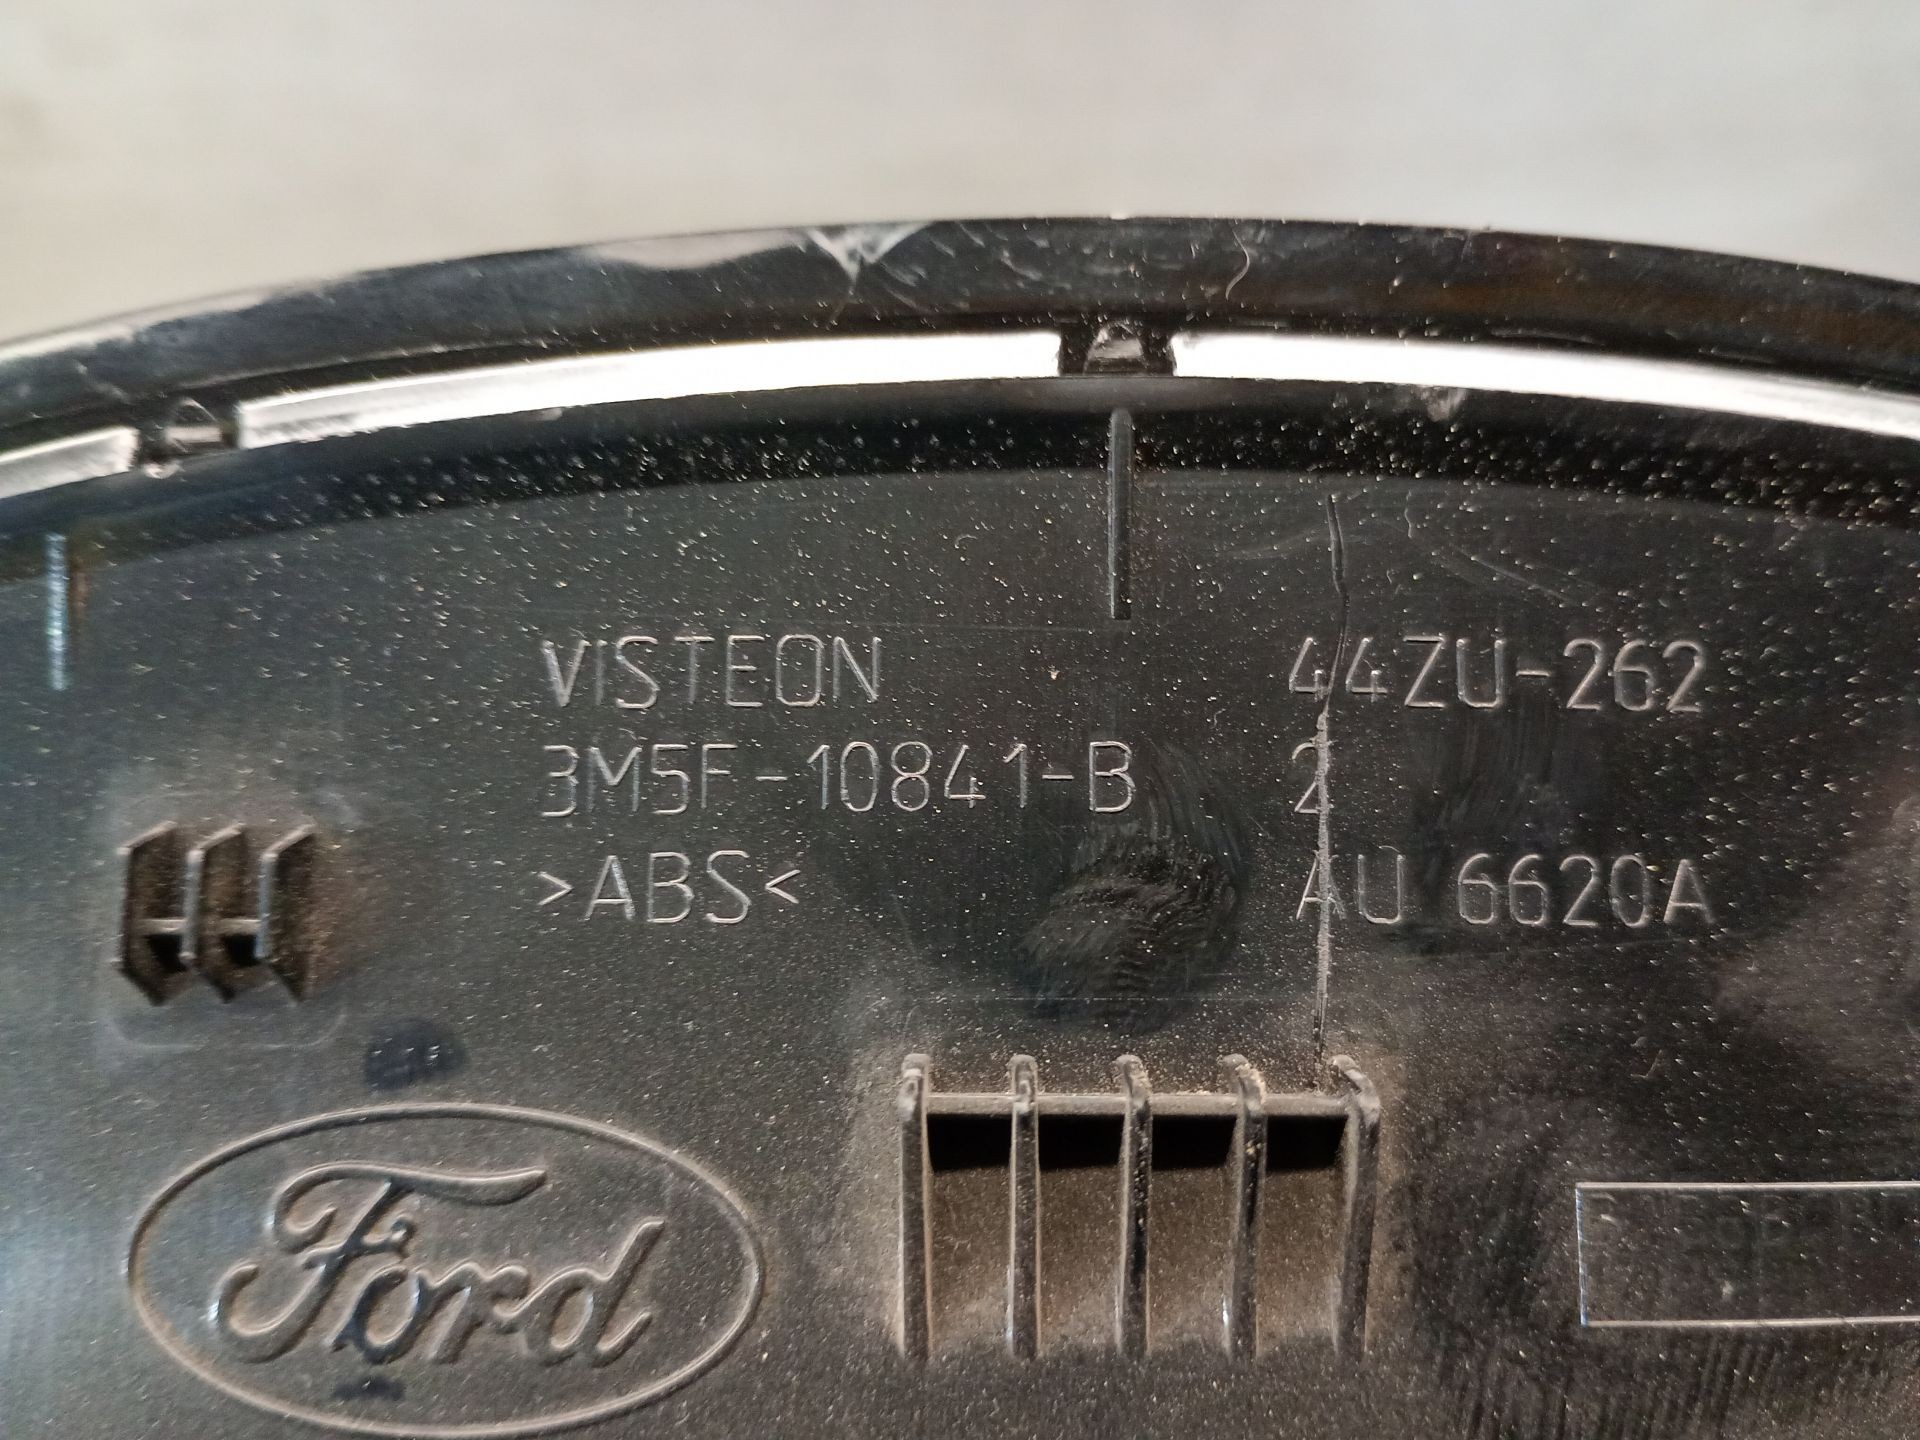 VISTEON 44ZU-262
3M5F-10841-B 2
>ABS< AU 6620A
Ford